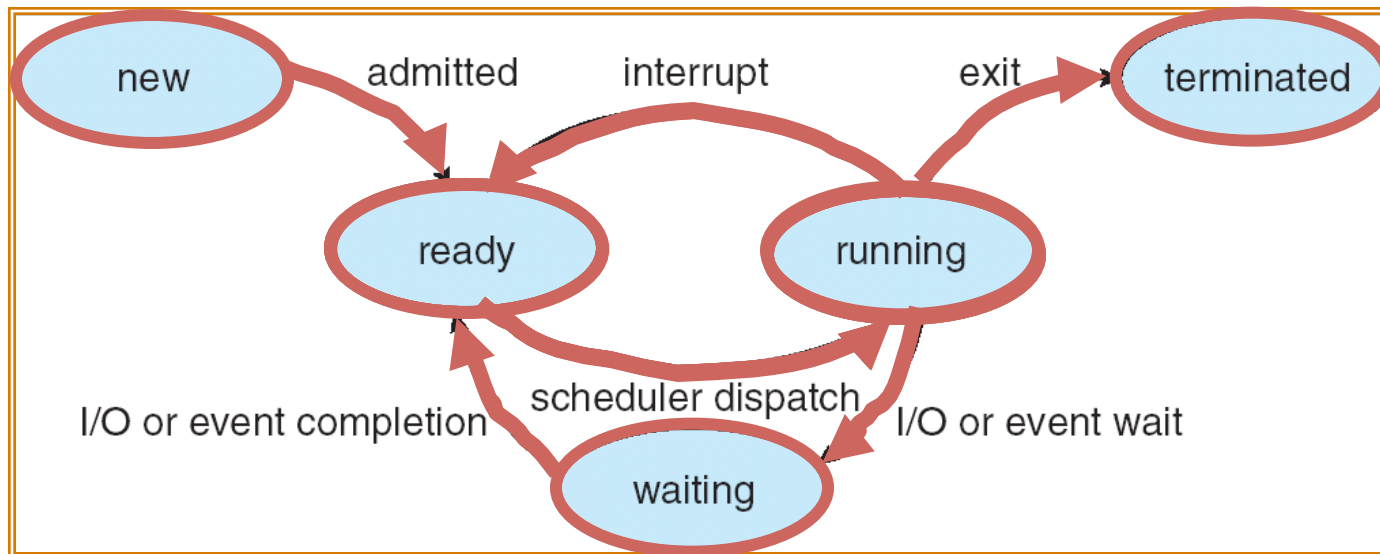 new
admitted
interrupt
exit
terminated
ready
running
scheduler dispatch
I/O or event completion
I/O or event wait
waiting